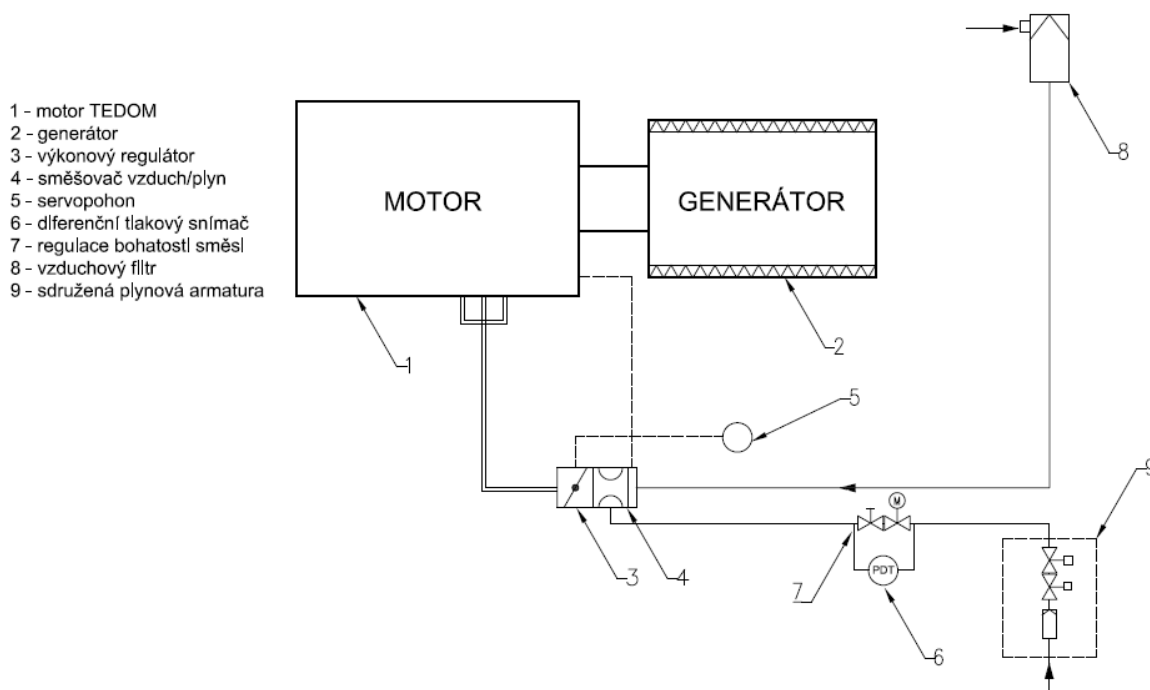 1 - motor TEDOM
2 - generátor
3 - výkonový regulátor
4 - směšovač vzduch/plyn
5 - servopohon
6 - diferenční tlakový snímač
7 - regulace bohatosti směsi
8 - vzduchový filtr
9 - sdružená plynová armatura
MOTOR
GENERÁTOR
8
1
2
5
9
M
PDT
3
4
7
6